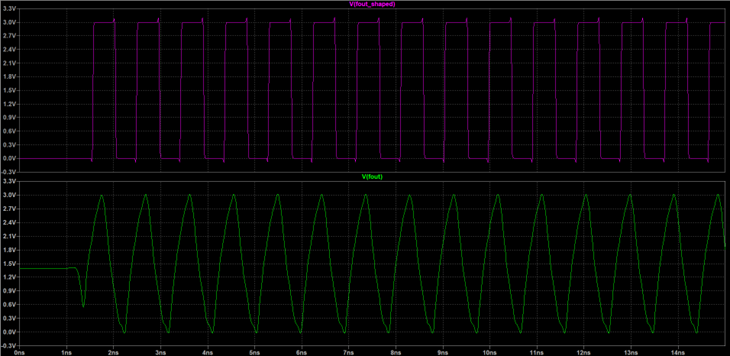 V(fout_shaped)
3.3V
3.0V
2.7V
2.4V
2.1V
1.8V
1.5V
1.2V
0.9V
0.6V
0.3V
0.0V
-0.3V
V(fout)
3.3V
3.0V
2.7V
2.4V
2.1V
1.8V
1.5V
1.2V
0.9V
0.6V
0.3V
0.0V
-0.3V
0ns 1ns 2ns 3ns 4ns 5ns 6ns 7ns 8ns 9ns 10ns 11ns 12ns 13ns 14ns